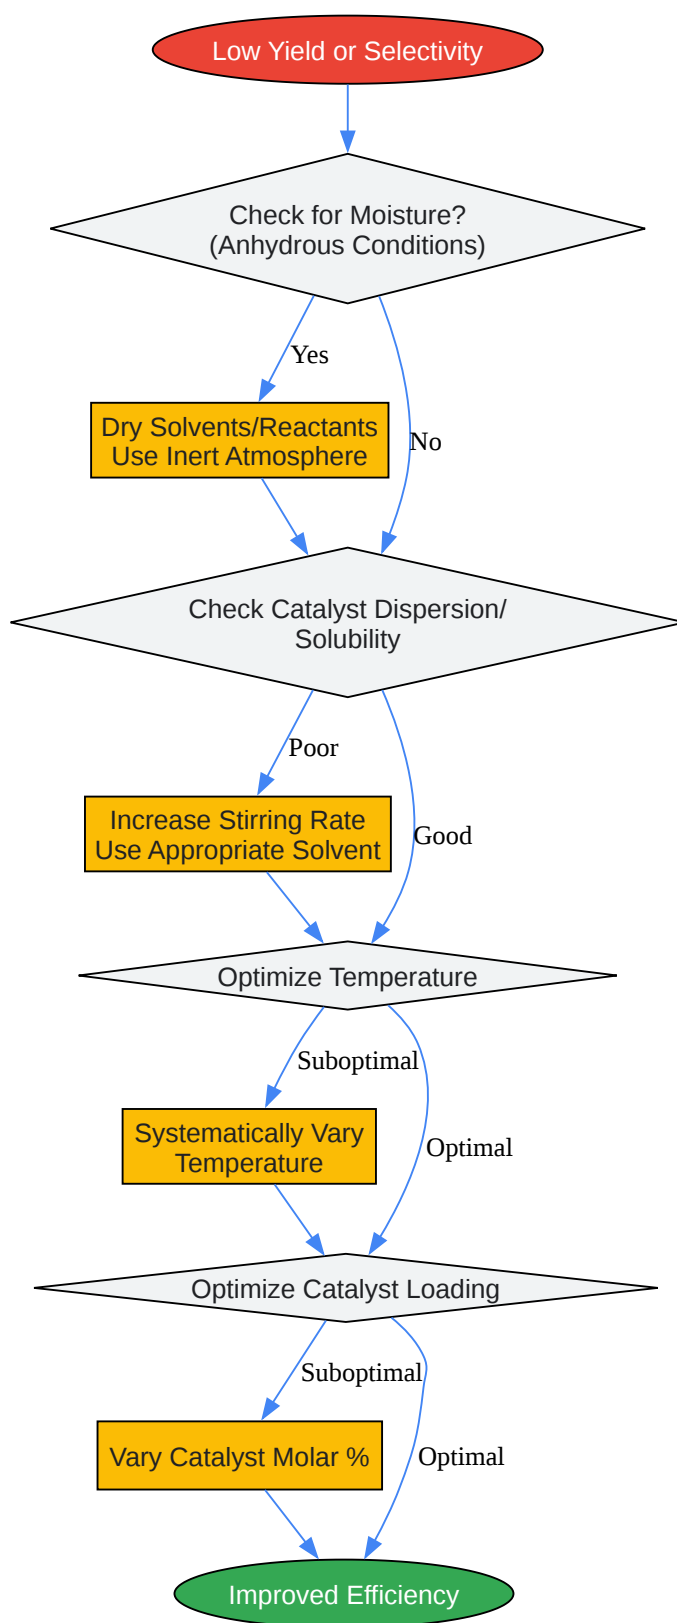 Low Yield or Selectivity
Check for Moisture?
(Anhydrous Conditions)
Yes
Dry Solvents/Reactants
Use Inert Atmosphere
No
Check Catalyst Dispersion/
Solubility
Poor
Increase Stirring Rate
Use Appropriate Solvent
Good
Optimize Temperature
Suboptimal
Systematically Vary
Temperature
Optimal
Optimize Catalyst Loading
Suboptimal
Vary Catalyst Molar %
Optimal
Improved Efficiency